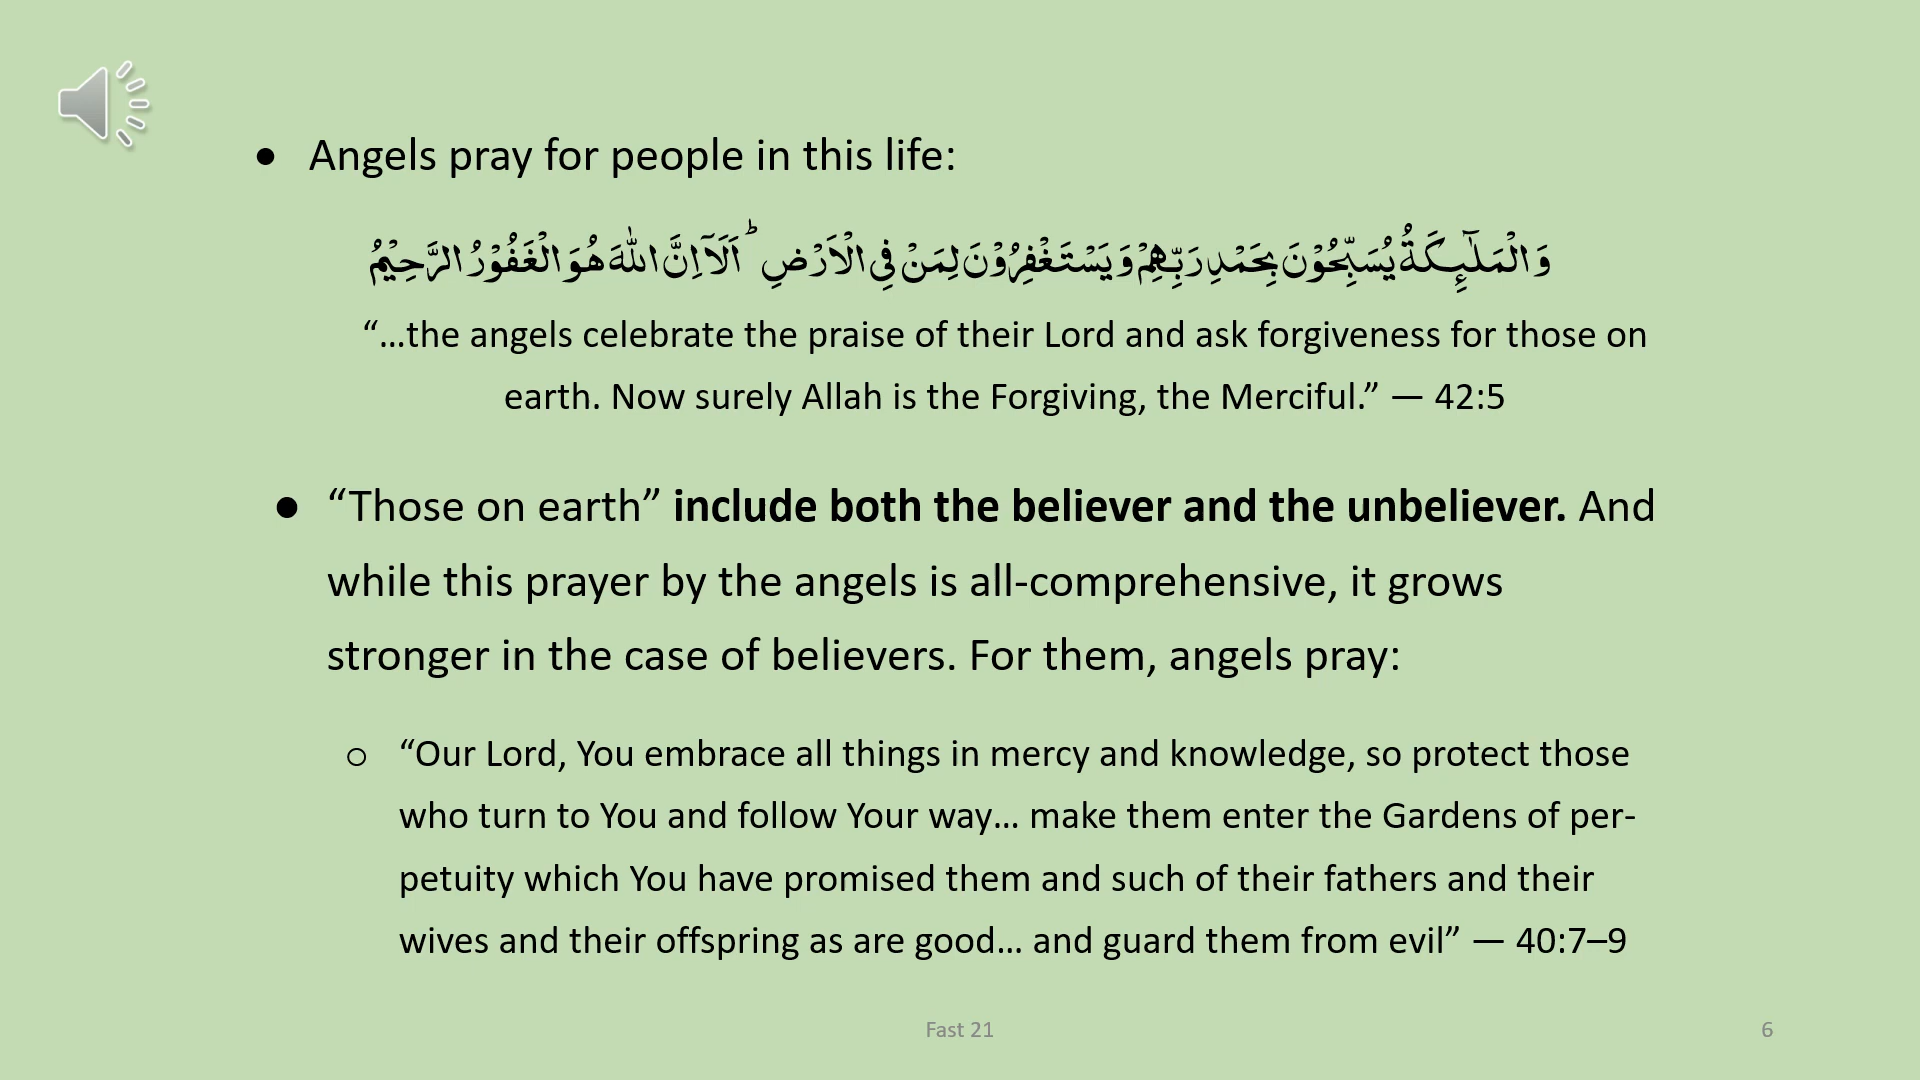 ● Angels pray for people in this life:
وَالْمَلٰٓئِكَةُ يُسَبِّحُوْنَ بِحَمْدِ رَبِّهِمْ وَ يَسْتَغْفِرُوْنَ لِمَنْ فِى الْاَرْضِ ؕ اَلَاۤ اِنَّ اللّٰهَ هُوَ الْغَفُوْرُ الرَّحِيْمُ
“…the angels celebrate the praise of their Lord and ask forgiveness for those on
earth. Now surely Allah is the Forgiving, the Merciful.” — 42:5
● “Those on earth” include both the believer and the unbeliever. And
while this prayer by the angels is all-comprehensive, it grows
stronger in the case of believers. For them, angels pray:
○ “Our Lord, You embrace all things in mercy and knowledge, so protect those
who turn to You and follow Your way… make them enter the Gardens of per-
petuity which You have promised them and such of their fathers and their
wives and their offspring as are good… and guard them from evil” — 40:7–9
Fast 21
6